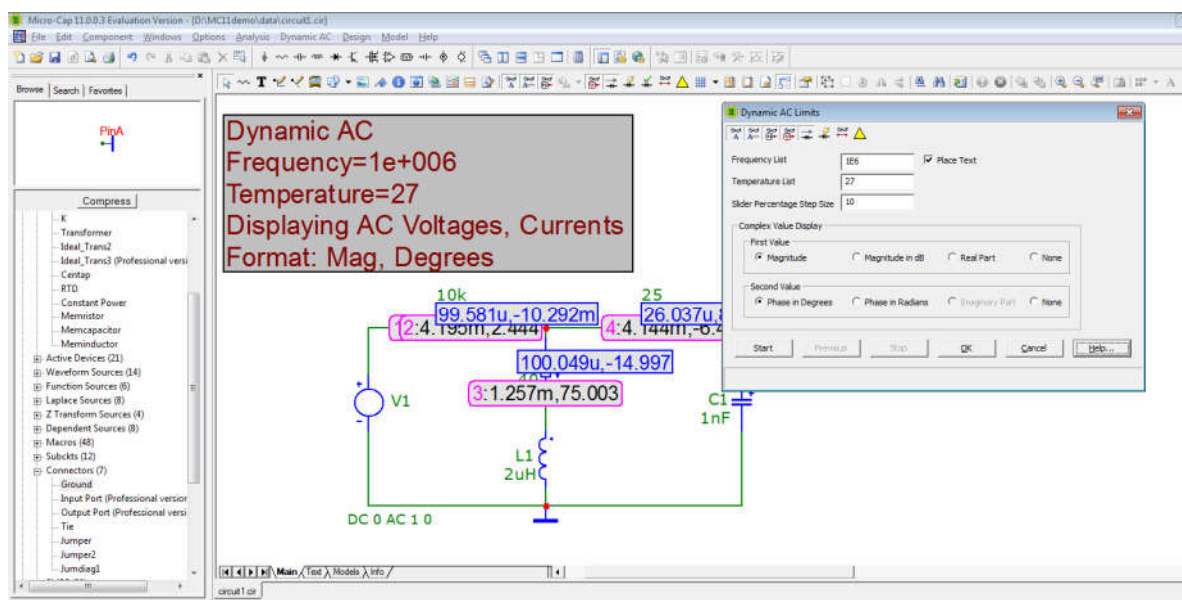 Micro-Cap 11.0.0.3 Evaluation Version - [D:\MC11demo\data\circuit1.cir]
File Edit Component Windows Options Analysis Dynamic AC Design Model Help
Browse Search Favorites
PinA
Compress
K
Transformer
Ideal_Trans2
Ideal_Trans3 (Professional versi
Centap
RTD
Constant Power
Memristor
Memcapacitor
Meminductor
Active Devices (21)
Waveform Sources (14)
Function Sources (6)
Laplace Sources (8)
Z Transform Sources (4)
Dependent Sources (8)
Macros (48)
Subckts (12)
Connectors (7)
Ground
Input Port (Professional version
Output Port (Professional versi
Tie
Jumper
Jumper2
Jumdiag1
Dynamic AC
Frequency=1e+006
Temperature=27
Displaying AC Voltages, Currents
Format: Mag, Degrees
10k
25
99.581u,-10.292m
26.037u,
2:4.195m,2.444
4:4.144m,-6.4
100.049u,-14.997
3:1.257m,75.003
V1
C1
1nF
L1
2uH
DC 0 AC 1 0
Dynamic AC Limits
Frequency List 1E6 Place Text
Temperature List 27
Slider Percentage Step Size 10
Complex Value Display
First Value
Magnitude Magnitude in dB Real Part None
Second Value
Phase in Degrees Phase in Radians Imaginary Part None
Start Previous Stop OK Cancel Help...
Main Text Models Info
circuit1.cir